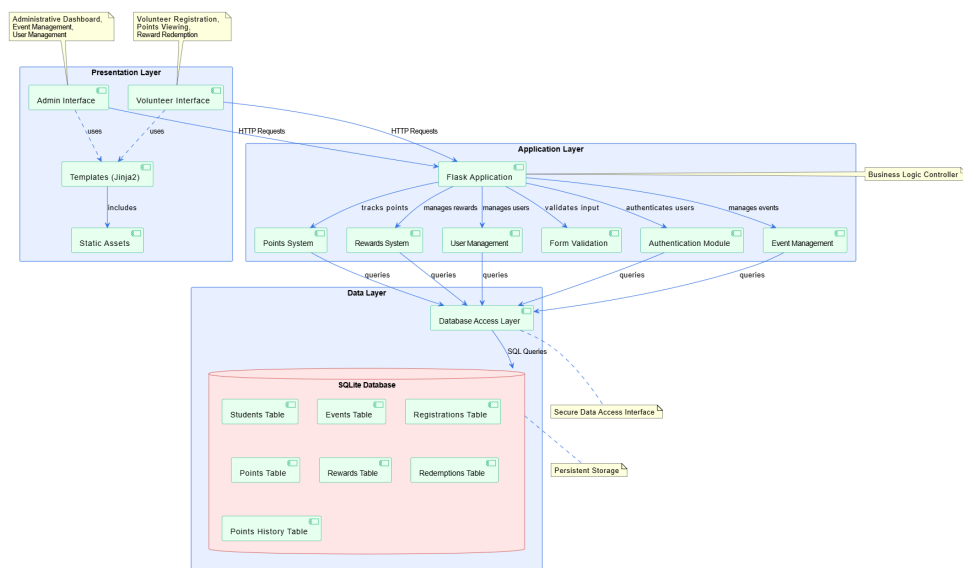 Administrative Dashboard,
Event Management,
User Management
Volunteer Registration,
Points Viewing,
Reward Redemption
Presentation Layer
Admin Interface
Volunteer Interface
uses
uses
HTTP Requests
HTTP Requests
Templates (Jinja2)
includes
Static Assets
Application Layer
Flask Application
Business Logic Controller
tracks points
manages rewards
manages users
validates input
authenticates users
manages events
Points System
Rewards System
User Management
Form Validation
Authentication Module
Event Management
queries
queries
queries
queries
queries
Data Layer
Database Access Layer
SQL Queries
SQLite Database
Students Table
Events Table
Registrations Table
Secure Data Access Interface
Points Table
Rewards Table
Redemptions Table
Persistent Storage
Points History Table